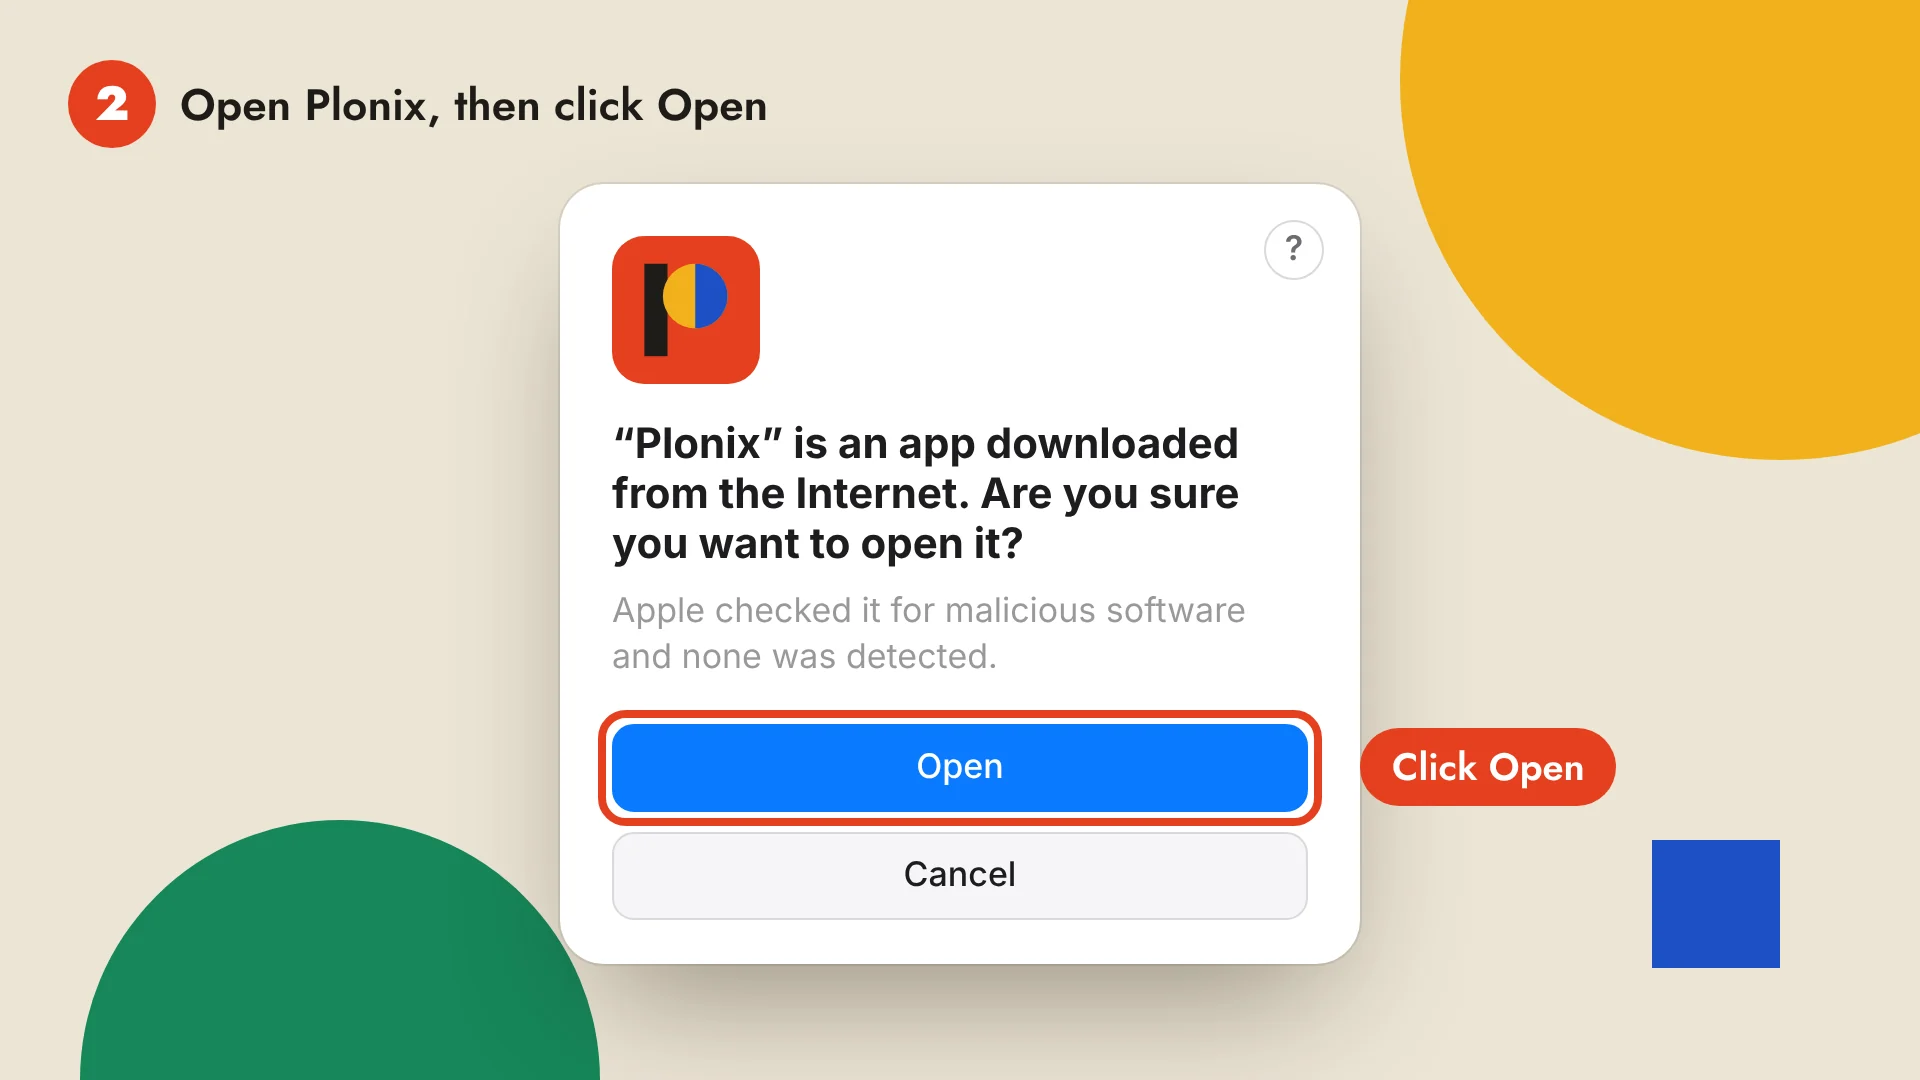 2
Open Plonix, then click Open
?
“Plonix” is an app downloaded
from the Internet. Are you sure
you want to open it?
Apple checked it for malicious software
and none was detected.
Open
Click Open
Cancel